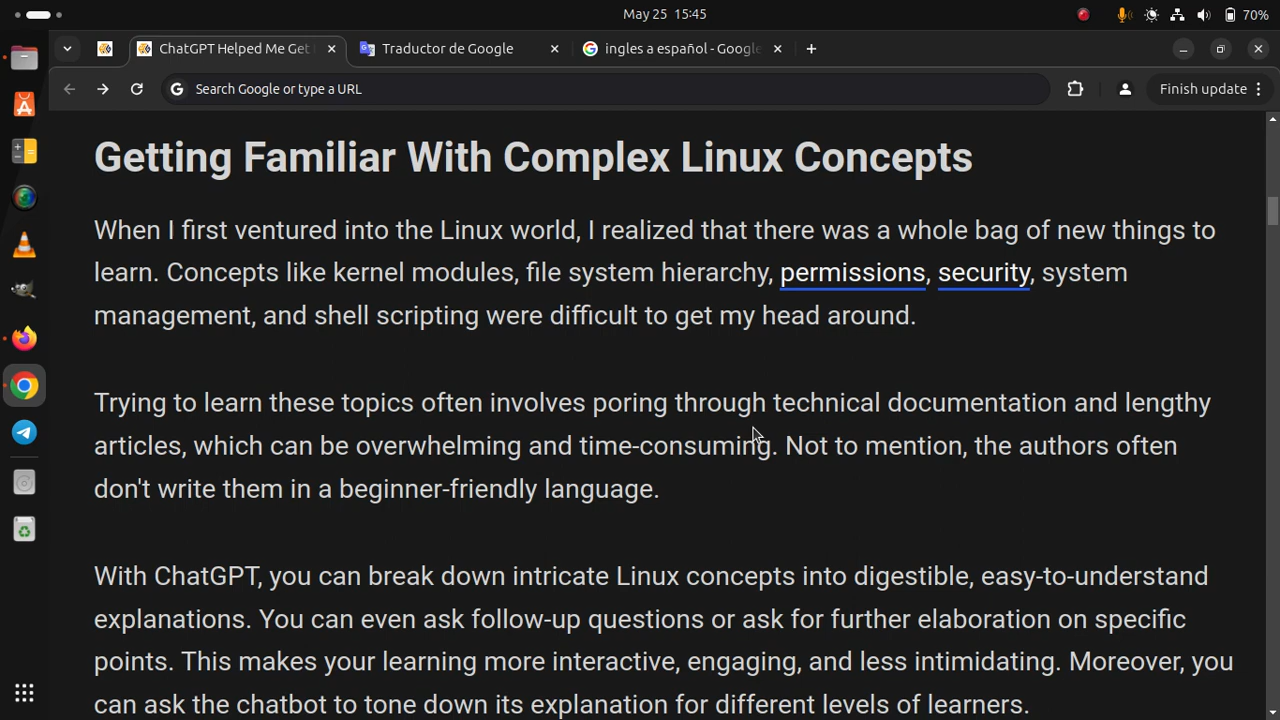 May 25 15:45
70%
ChatGPT Helped Me Get
Traductor de Google
ingles a español - Google
Search Google or type a URL
Finish update
Getting Familiar With Complex Linux Concepts
When I first ventured into the Linux world, I realized that there was a whole bag of new things to
learn. Concepts like kernel modules, file system hierarchy, permissions, security, system
management, and shell scripting were difficult to get my head around.
Trying to learn these topics often involves poring through technical documentation and lengthy
articles, which can be overwhelming and time-consuming. Not to mention, the authors often
don't write them in a beginner-friendly language.
With ChatGPT, you can break down intricate Linux concepts into digestible, easy-to-understand
explanations. You can even ask follow-up questions or ask for further elaboration on specific
points. This makes your learning more interactive, engaging, and less intimidating. Moreover, you
can ask the chatbot to tone down its explanation for different levels of learners.